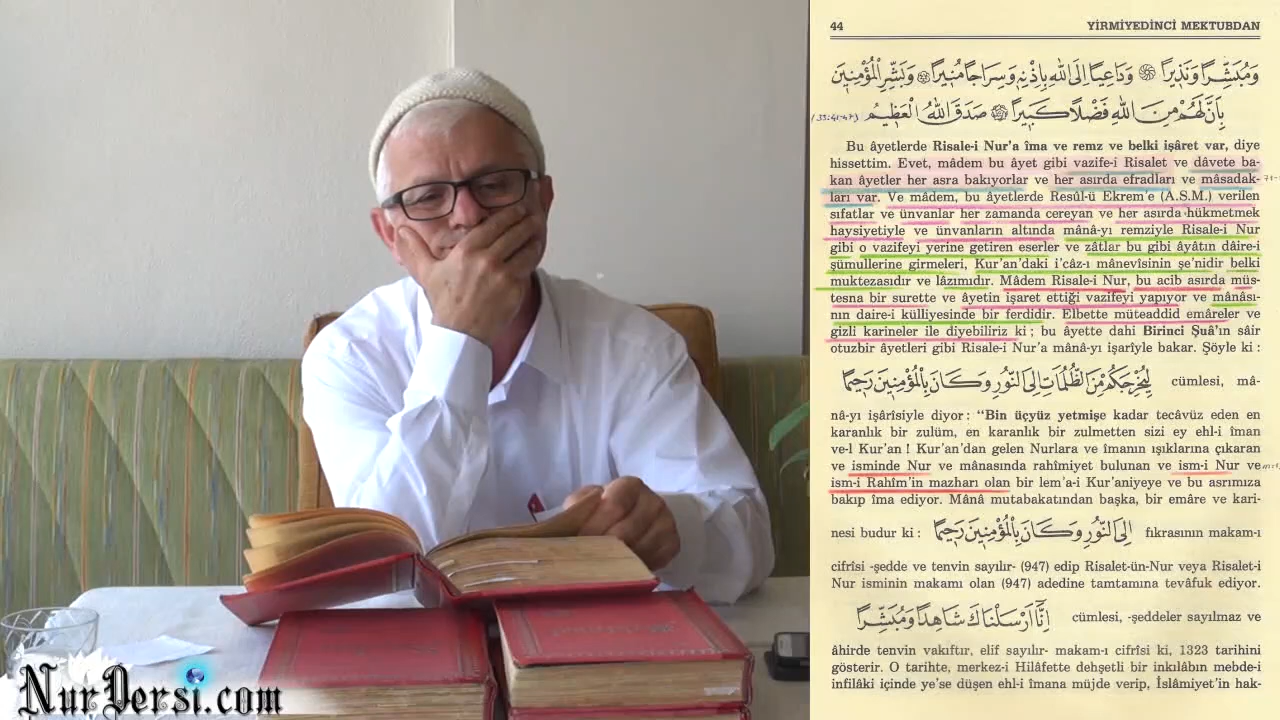 44 YİRMİYEDİNCİ MEKTUBDAN
وَمُبَشِّرًا وَنَذِيرًا ۞ وَدَاعِيًا اِلَى اللّٰهِ بِاِذْنِهِ وَسِرَاجًا مُنِيرًا ۞ وَبَشِّرِ الْمُؤْمِنِينَ
بِاَنَّ لَهُمْ مِنَ اللّٰهِ فَضْلًا كَبِيرًا ۞ صَدَقَ اللّٰهُ الْعَظِيمُ (33:41-47)
Bu âyetlerde Risale-i Nur'a îma ve remz ve belki işâret var, diye
hissettim. Evet, mâdem bu âyet gibi vazife-i Risalet ve dâvete ba-
kan âyetler her asra bakıyorlar ve her asırda efradları ve mâsadak-
ları var. Ve mâdem, bu âyetlerde Resûl-ü Ekrem'e (A.S.M.) verilen
sıfatlar ve ünvanlar her zamanda cereyan ve her asırda hükmetmek
haysiyetiyle ve ünvanların altında mânâ-yı remziyle Risale-i Nur
gibi o vazifeyi yerine getiren eserler ve zâtlar bu gibi âyâtın dâire-i
şümullerine girmeleri, Kur'an'daki i'câz-ı mânevîsinin şe'nidir belki
muktezasıdır ve lâzımıdır. Mâdem Risale-i Nur, bu acib asırda müs-
tesna bir surette ve âyetin işaret ettiği vazifeyi yapıyor ve mânâsı-
nın daire-i külliyesinde bir ferdidir. Elbette müteaddid emâreler ve
gizli karineler ile diyebiliriz ki; bu âyette dahi Birinci Şuâ'ın sâir
otuzbir âyetleri gibi Risale-i Nur'a mânâ-yı işarîyle bakar. Şöyle ki :
لِيُخْرِجَكُمْ مِنَ الظُّلُمَاتِ اِلَى النُّورِ وَكَانَ بِالْمُؤْمِنِينَ رَحِيمًا cümlesi, mâ-
nâ-yı işârîsiyle diyor: "Bin üçyüz yetmişe kadar tecâvüz eden en
karanlık bir zulüm, en karanlık bir zulmetten sizi ey ehl-i îman
ve-l Kur'an! Kur'an'dan gelen Nurlara ve îmanın ışıklarına çıkaran
ve isminde Nur ve mânasında rahîmiyet bulunan ve ism-i Nur ve
ism-i Rahîm'in mazharı olan bir lem'a-i Kur'aniyeye ve bu asrımıza
bakıp îma ediyor. Mânâ mutabakatından başka, bir emâre ve kari-
nesi budur ki: اِلَى النُّورِ وَكَانَ بِالْمُؤْمِنِينَ رَحِيمًا fıkrasının makam-ı
cifrîsi -şedde ve tenvin sayılır- (947) edip Risalet-ün-Nur veya Risalet-i
Nur isminin makamı olan (947) adedine tamtamına tevâfuk ediyor.
اِنَّا اَرْسَلْنَاكَ شَاهِدًا وَمُبَشِّرًا cümlesi, -şeddeler sayılmaz ve
âhirde tenvin vakıftır, elif sayılır- makam-ı cifrîsi ki, 1323 tarihini
gösterir. O tarihte, merkez-i Hilâfette dehşetli bir inkılâbın mebde-i
infilâki içinde ye'se düşen ehl-i îmana müjde verip, İslâmiyet'in hak-
NurDersi.com